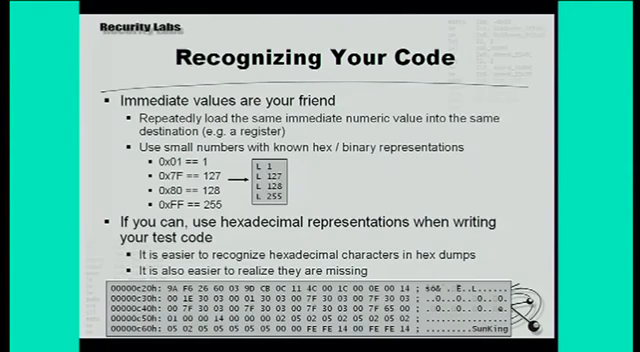 Recurity Labs
Recognizing Your Code
Immediate values are your friend
Repeatedly load the same immediate numeric value into the same
destination (e.g. a register)
Use small numbers with known hex / binary representations
0x01 == 1
0x7F == 127
0x80 == 128
0xFF == 255
L 1
L 127
L 128
L 255
If you can, use hexadecimal representations when writing
your test code
It is easier to recognize hexadecimal characters in hex dumps
It is also easier to realize they are missing
00000c20h: 9A F6 26 60 03 9D CB 0C 11 4C 00 1C 00 0E 00 14 ;
00000c30h: 00 1E 03 30 03 00 01 30 03 00 7F 30 03 00 7F 30 03
00000c40h: 00 7F 30 03 00 7F 30 03 00 7F 30 03 00 7F 65 00
00000c50h: 01 00 00 14 00 00 00 02 05 02 05 02 05 02 05 02
00000c60h: 05 02 05 05 05 05 05 00 00 FE FE 14 00 FE FE 14 ; ........SunKing